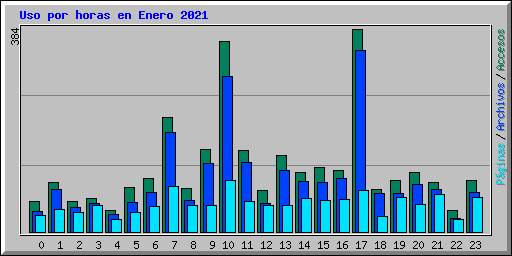 Uso por horas en Enero 2021
384
Páginas / Archivos / Accesos
0 1 2 3 4 5 6 7 8 9 10 11 12 13 14 15 16 17 18 19 20 21 22 23